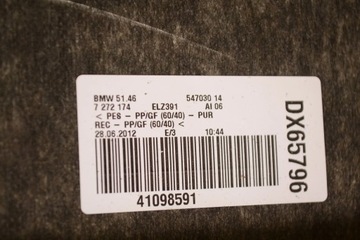 BMW 51.46 547030 14
7 272 174 ELZ391 AI 06
> PES - PP/GF (60/40) - PUR
REC - PP/GF (60/40) <
28.06.2012 E/3 10:44
41098591
DX65796